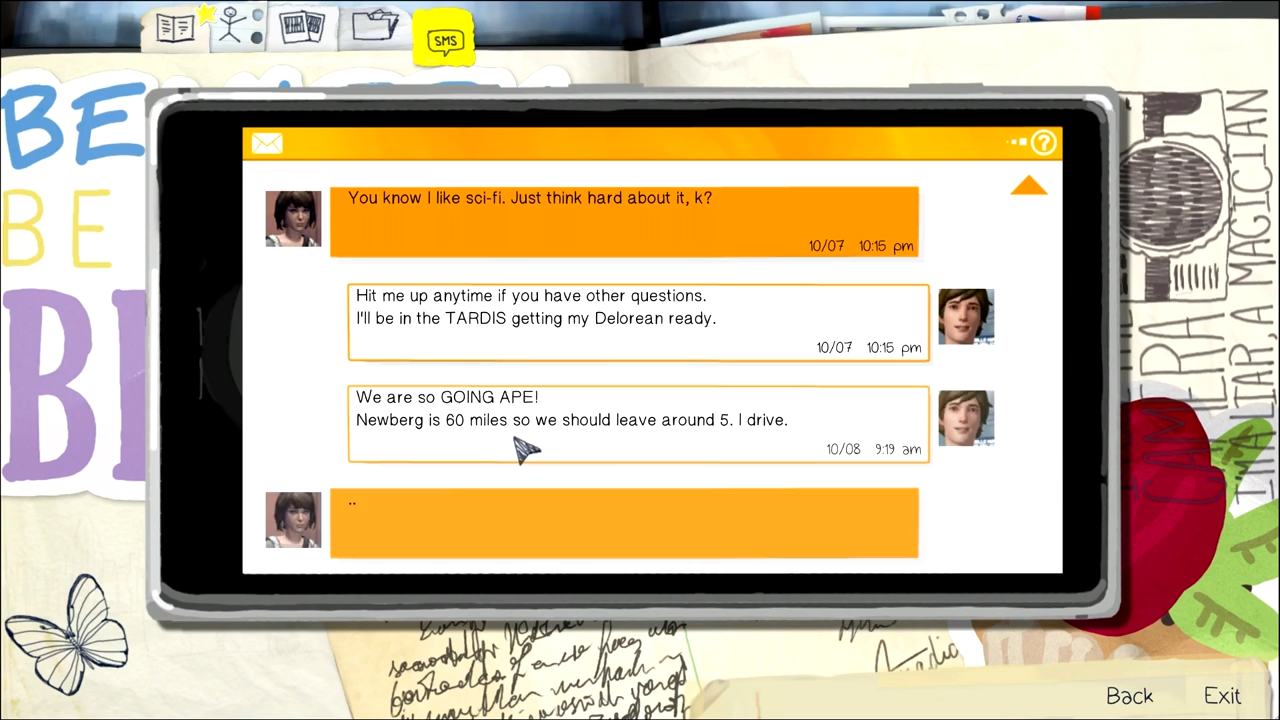 SMS
BE
BE
You know I like sci-fi. Just think hard about it, k?
10/07 10:15 pm
Hit me up anytime if you have other questions.
I'll be in the TARDIS getting my Delorean ready.
10/07 10:15 pm
We are so GOING APE!
Newberg is 60 miles so we should leave around 5. I drive.
10/08 9:19 am
..
CAMERA
LIAR, A MAGICIAN
Back Exit